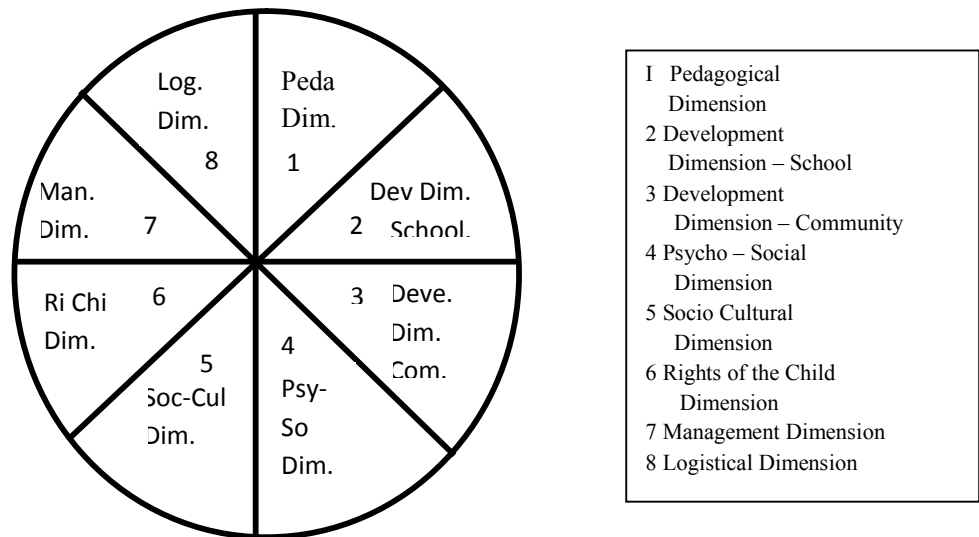 Log.
Dim.
8
Peda
Dim.
1
Dev Dim.
2 School.
3 Deve.
Dim.
Com.
4
Psy-
So
Dim.
5
Soc-Cul
Dim.
Ri Chi 6
Dim.
Man.
Dim. 7
I Pedagogical
Dimension
2 Development
Dimension – School
3 Development
Dimension – Community
4 Psycho – Social
Dimension
5 Socio Cultural
Dimension
6 Rights of the Child
Dimension
7 Management Dimension
8 Logistical Dimension